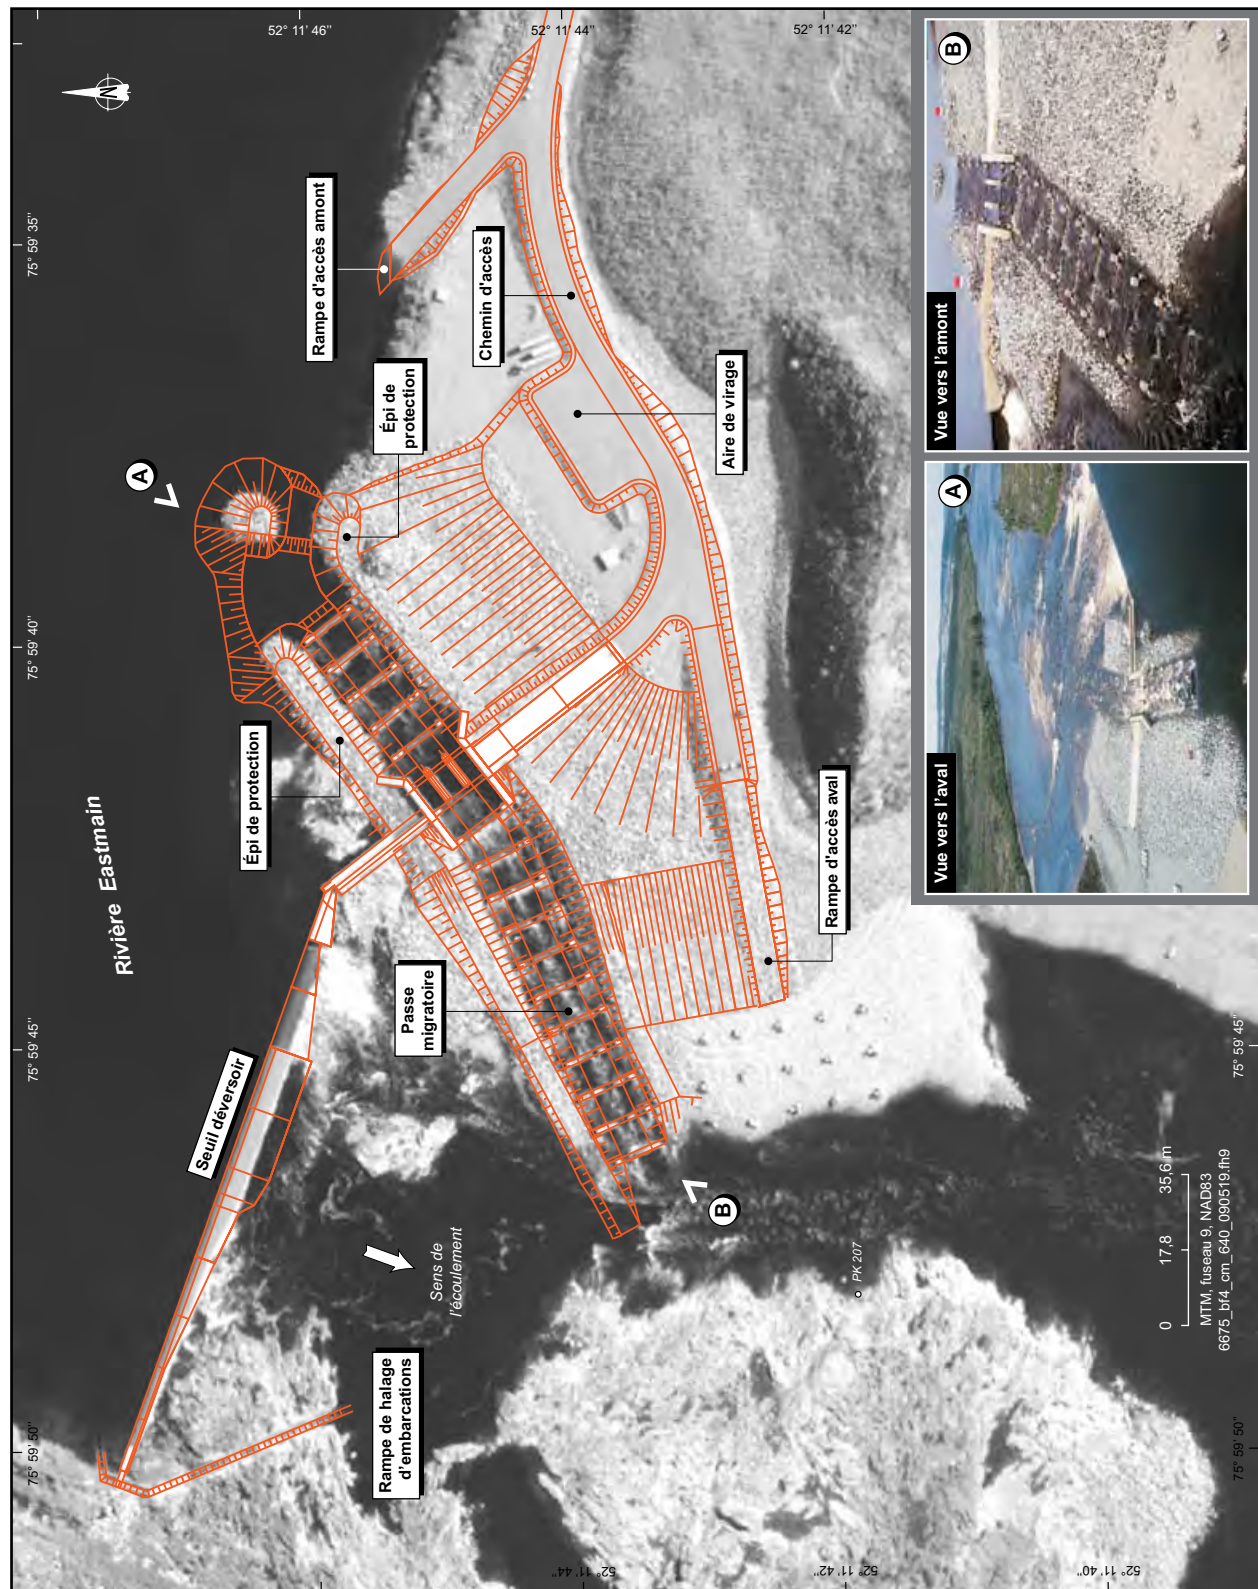 75° 59' 50"
75° 59' 45"
75° 59' 40"
75° 59' 35"
N
52° 11' 46"
52° 11' 44"
52° 11' 42"
Rivière Eastmain
Seuil déversoir
Épi de protection
A
Rampe d'accès amont
Épi de
protection
Passe
migratoire
Chemin d'accès
Aire de virage
Rampe d'accès aval
Rampe de halage
d'embarcations
Sens de
l'écoulement
B
PK 207
52° 11' 44"
52° 11' 42"
52° 11' 40"
0 17,8 35,6 m
MTM, fuseau 9, NAD83
6675_bf4_cm_640_090519.fh9
75° 59' 50"
75° 59' 45"
Vue vers l'aval
A
Vue vers l'amont
B